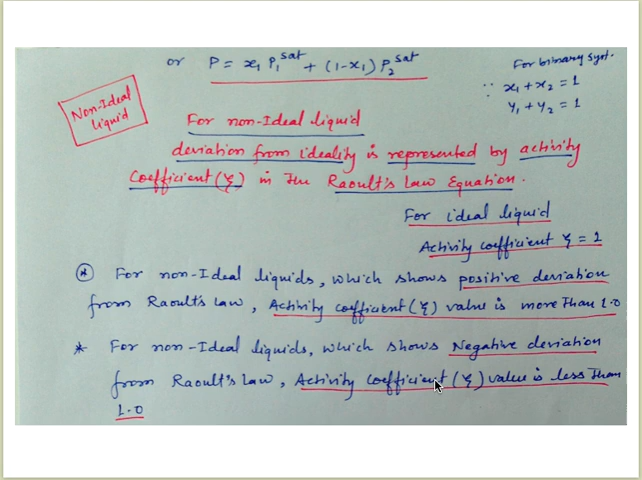 or P = x₁ P₁ˢᵃᵗ + (1-x₁) P₂ˢᵃᵗ
For binary syst.
∵ x₁ + x₂ = 1
y₁ + y₂ = 1
Non-Ideal
liquid
For non-Ideal liquid
deviation from ideality is represented by activity
Coefficient (γ) in the Raoult's Law Equation.
For ideal liquid
Activity coefficient γ = 1
* For non-Ideal liquids, which shows positive deviation
from Raoult's Law, Activity coefficient (γ) value is more than 1.0
* For non-Ideal liquids, which shows Negative deviation
from Raoult's Law, Activity coefficient (γ) value is less than
1.0